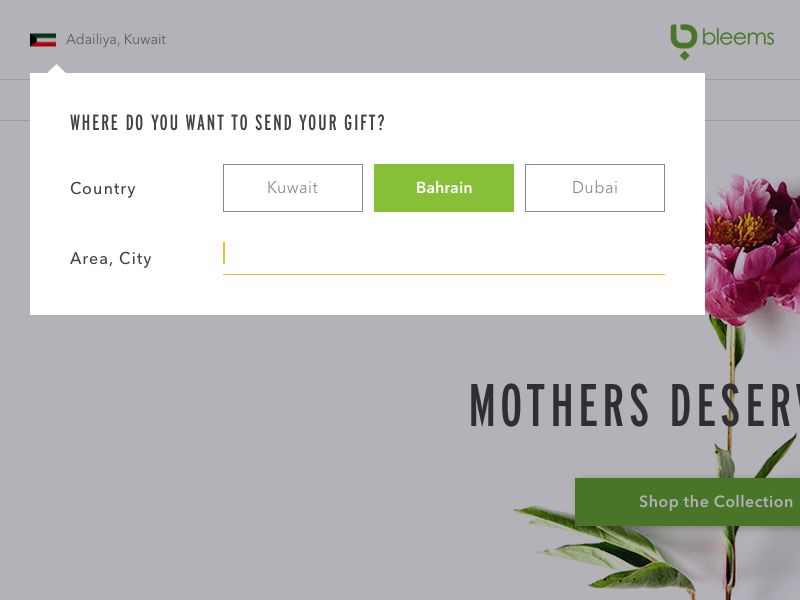 Adailiya, Kuwait
bleems
WHERE DO YOU WANT TO SEND YOUR GIFT?
Country
Kuwait
Bahrain
Dubai
Area, City
MOTHERS
Shop the Collection